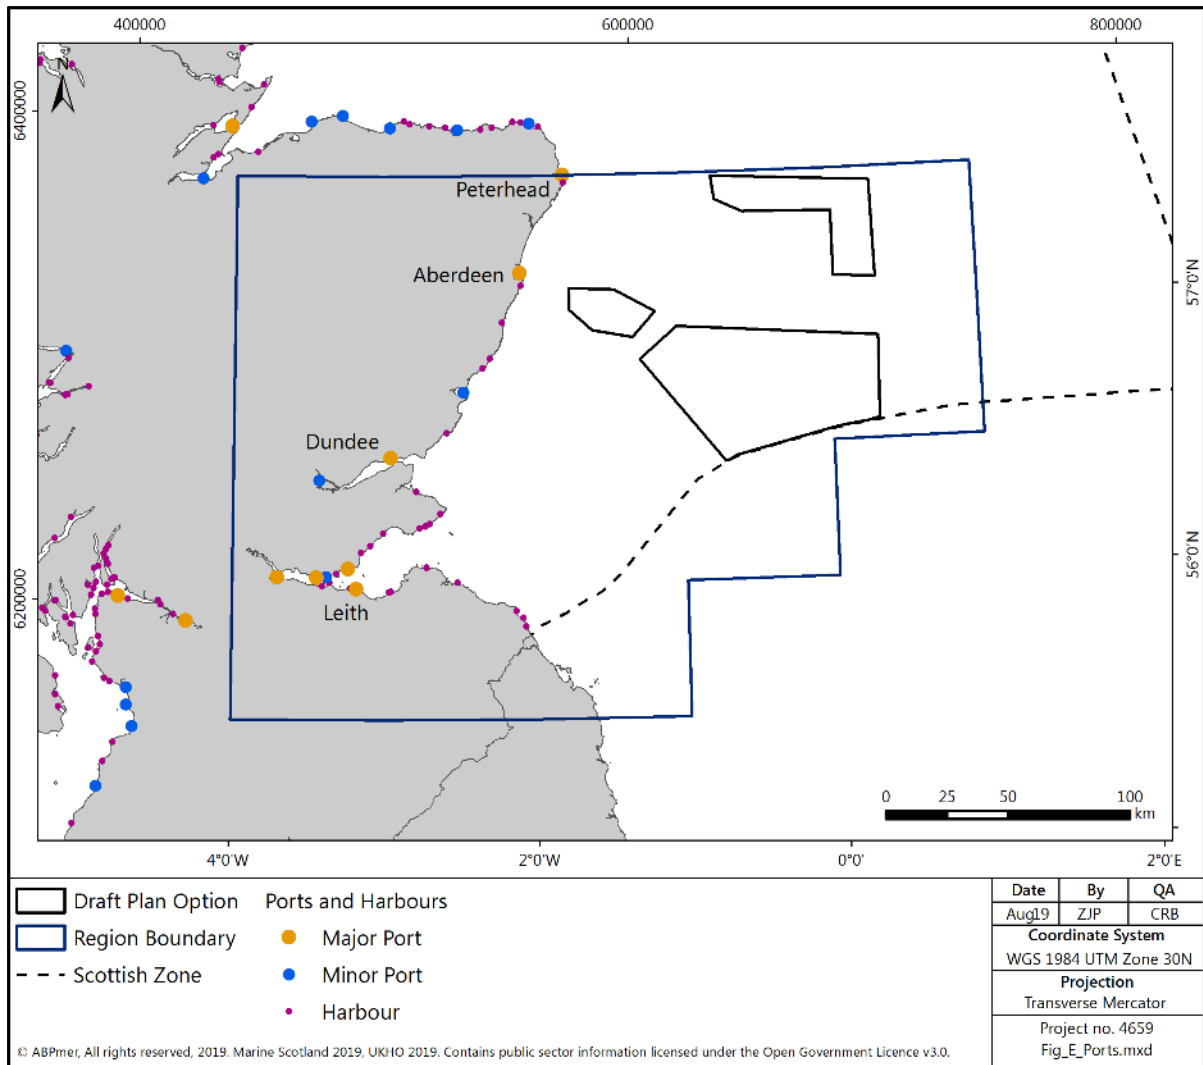 400000 600000 800000
N
6400000
6200000
57°0'N
56°0'N
Peterhead
Aberdeen
Dundee
Leith
0 25 50 100
km
4°0'W 2°0'W 0°0' 2°0'E
Draft Plan Option
Region Boundary
Scottish Zone
Ports and Harbours
Major Port
Minor Port
Harbour
Date By QA
Aug19 ZJP CRB
Coordinate System
WGS 1984 UTM Zone 30N
Projection
Transverse Mercator
Project no. 4659
Fig_E_Ports.mxd
© ABPmer, All rights reserved, 2019. Marine Scotland 2019, UKHO 2019. Contains public sector information licensed under the Open Government Licence v3.0.